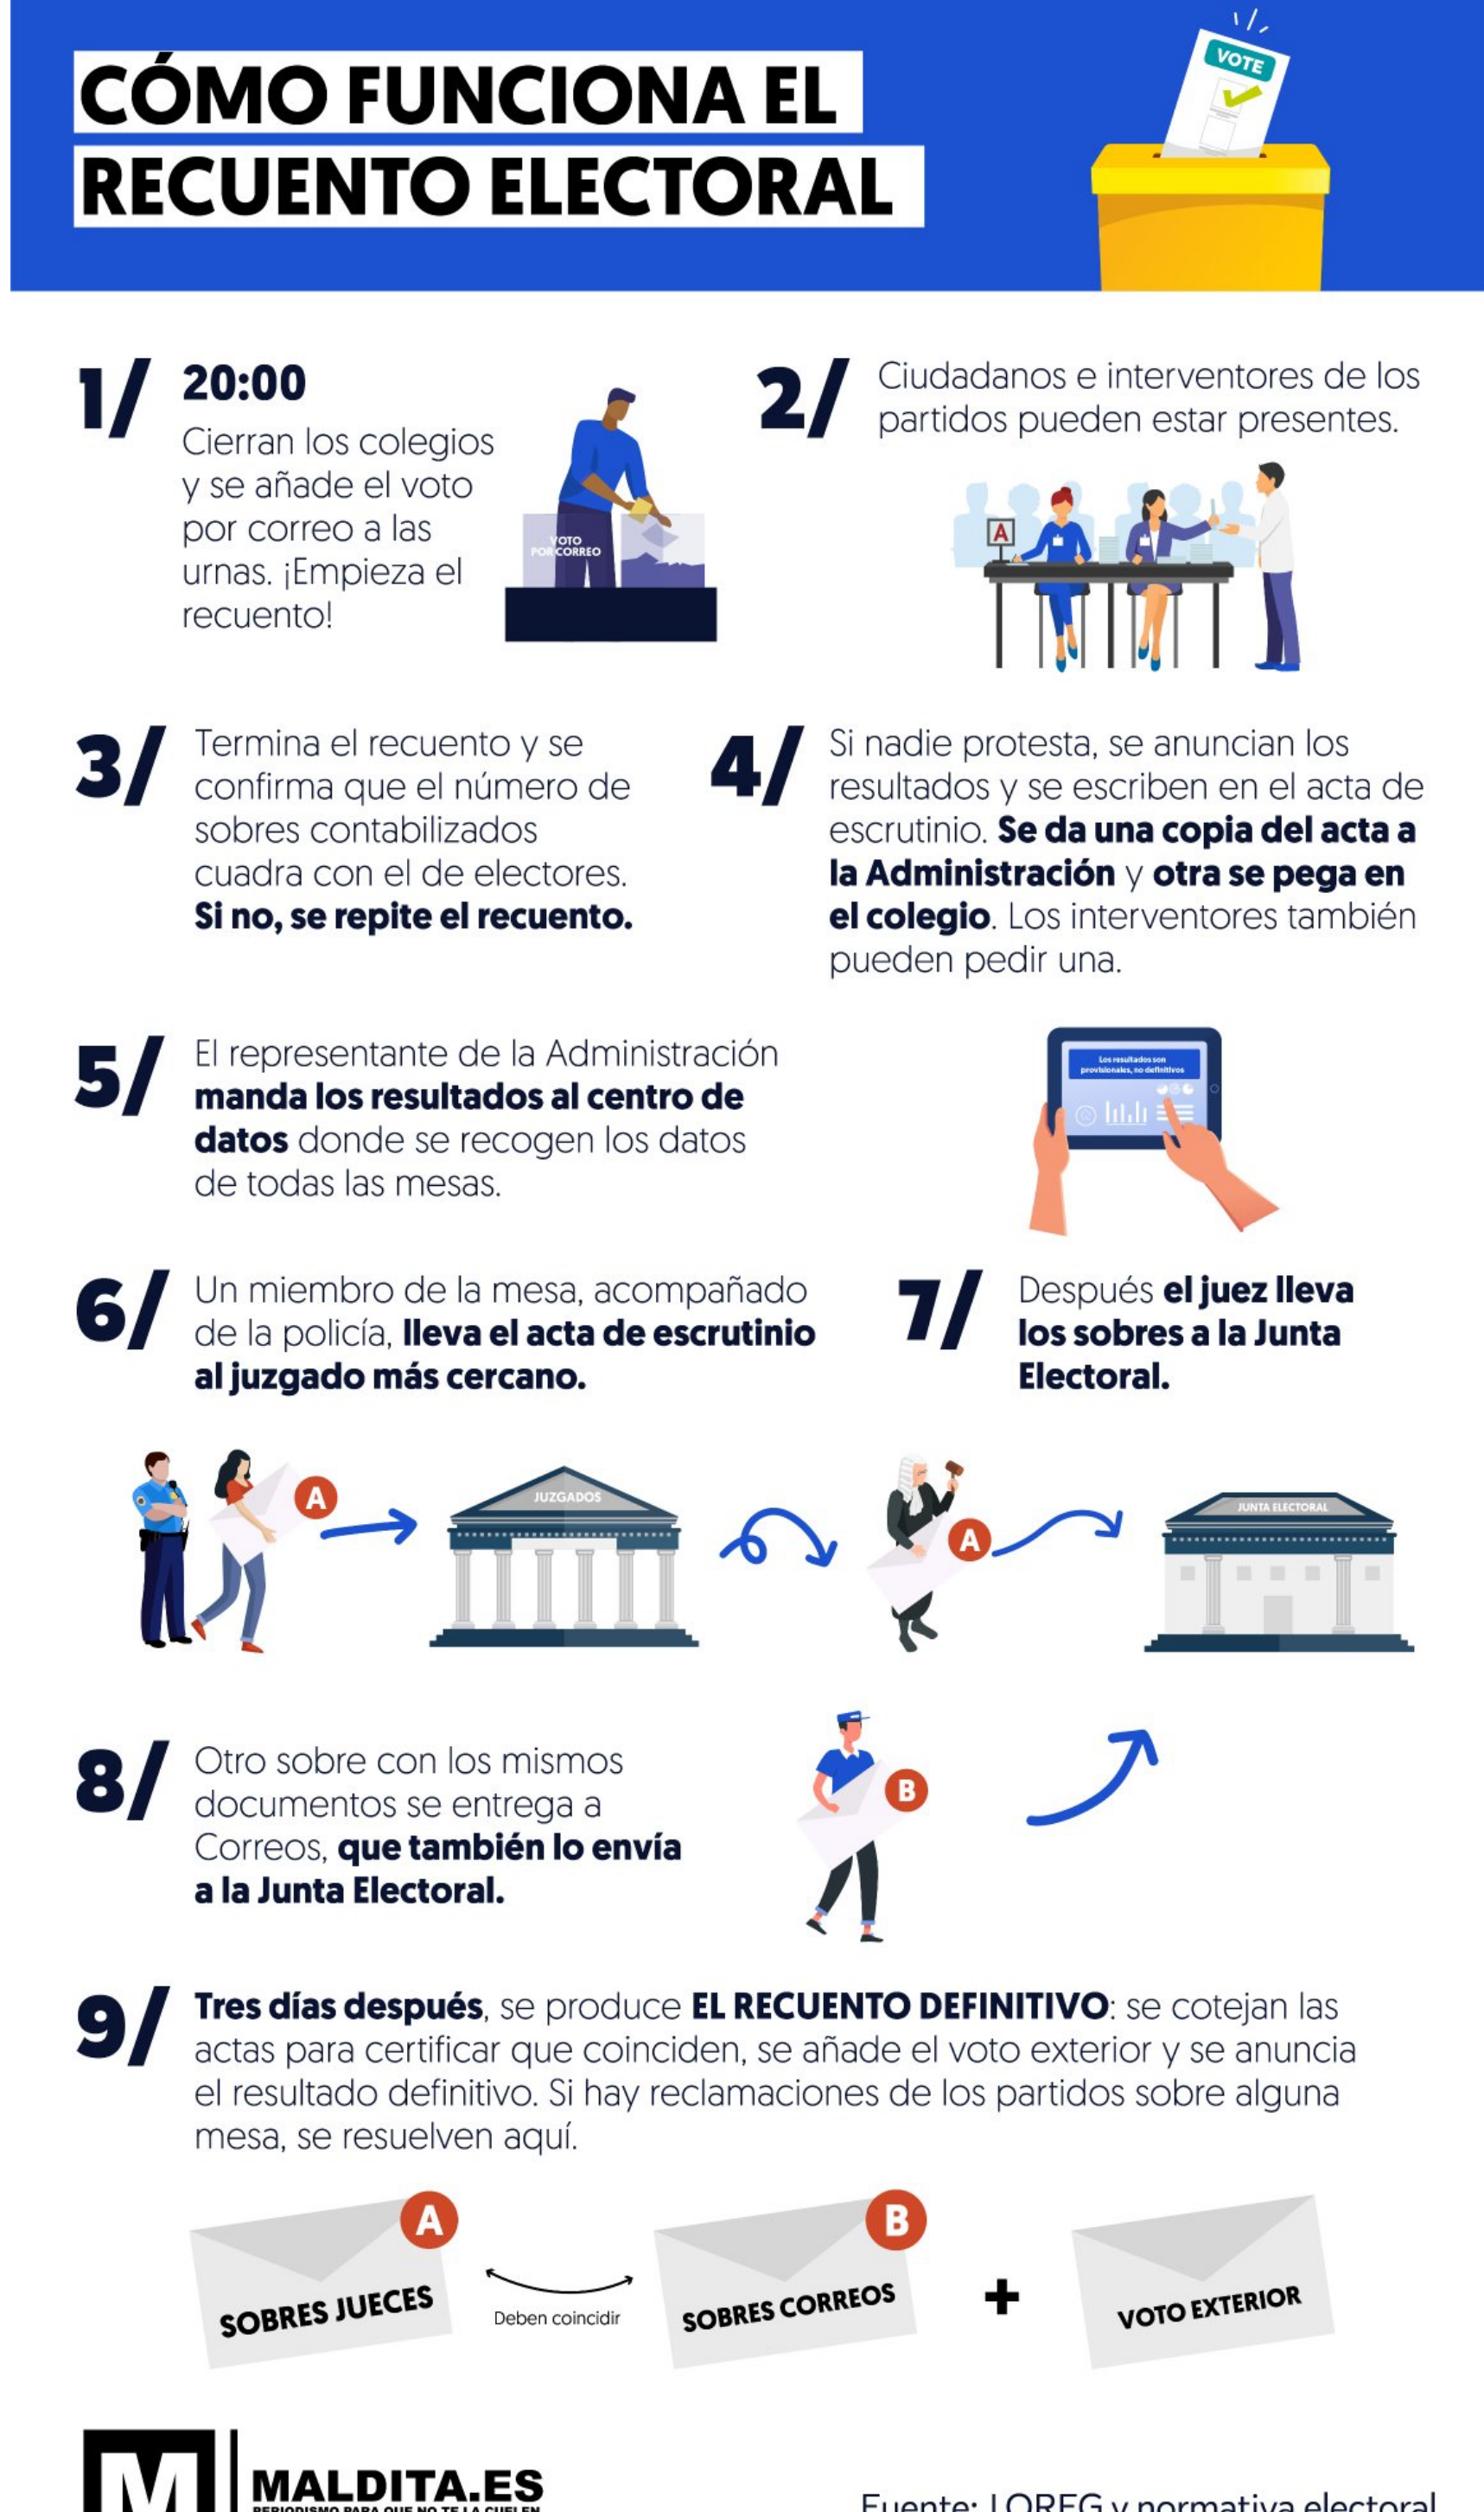 CÓMO FUNCIONA EL
RECUENTO ELECTORAL
VOTE
1/
20:00
Cierran los colegios
y se añade el voto
por correo a las
urnas. ¡Empieza el
recuento!
VOTO
POR CORREO
2/
Ciudadanos e interventores de los
partidos pueden estar presentes.
A
3/
Termina el recuento y se
confirma que el número de
sobres contabilizados
cuadra con el de electores.
Si no, se repite el recuento.
4/
Si nadie protesta, se anuncian los
resultados y se escriben en el acta de
escrutinio. Se da una copia del acta a
la Administración y otra se pega en
el colegio. Los interventores también
pueden pedir una.
5/
El representante de la Administración
manda los resultados al centro de
datos donde se recogen los datos
de todas las mesas.
Los resultados son
provisionales, no definitivos
6/
Un miembro de la mesa, acompañado
de la policía, lleva el acta de escrutinio
al juzgado más cercano.
7/
Después el juez lleva
los sobres a la Junta
Electoral.
A
JUZGADOS
A
JUNTA ELECTORAL
8/
Otro sobre con los mismos
documentos se entrega a
Correos, que también lo envía
a la Junta Electoral.
B
9/
Tres días después, se produce EL RECUENTO DEFINITIVO: se cotejan las
actas para certificar que coinciden, se añade el voto exterior y se anuncia
el resultado definitivo. Si hay reclamaciones de los partidos sobre alguna
mesa, se resuelven aquí.
A
SOBRES JUECES
Deben coincidir
B
SOBRES CORREOS
+
VOTO EXTERIOR
M
MALDITA.ES
PERIODISMO PARA QUE NO TE LA CUELEN
Fuente: LOREG y normativa electoral